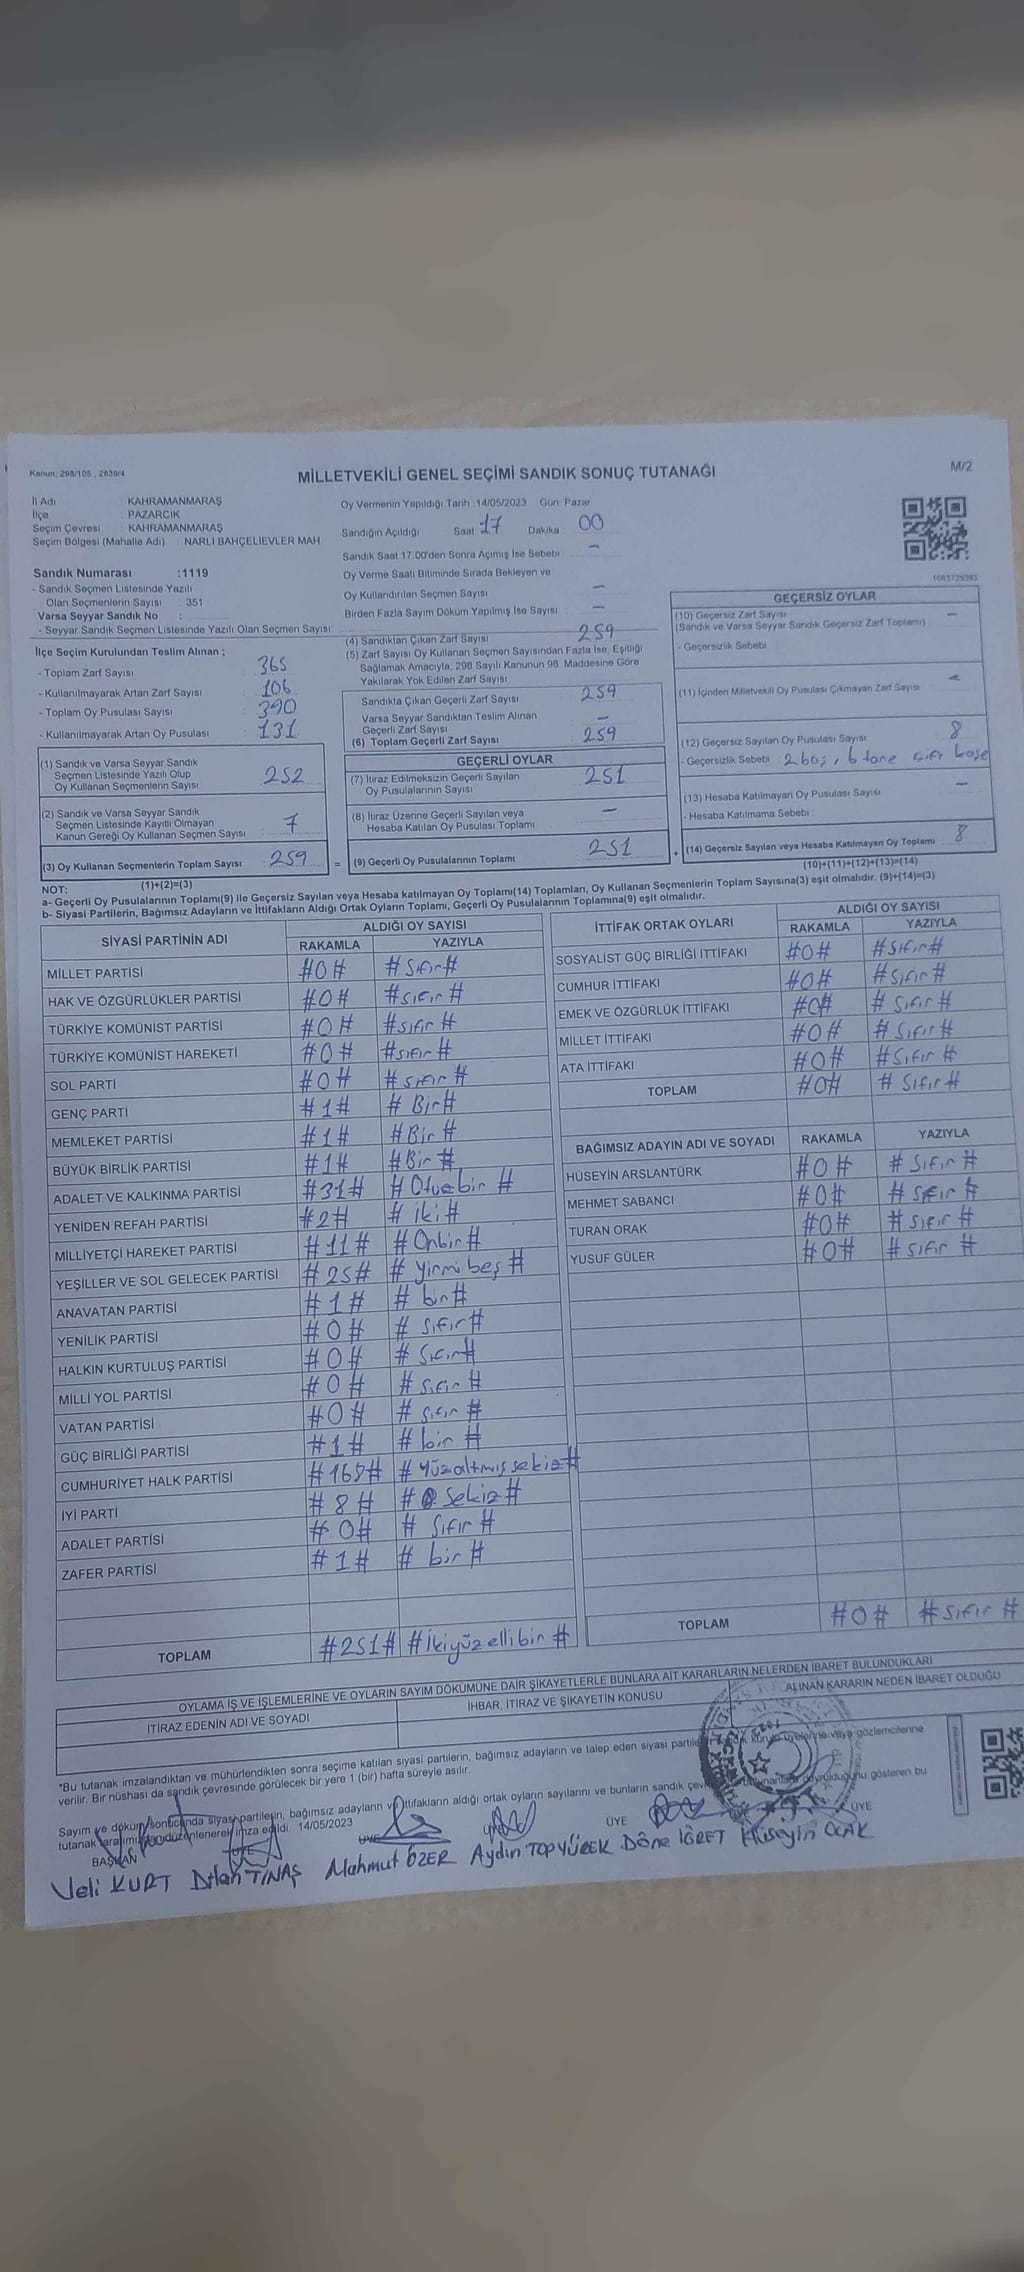 Kanun, 298/105 , 2839/4
MİLLETVEKİLİ GENEL SEÇİMİ SANDIK SONUÇ TUTANAĞI
M/2
İl Adı : KAHRAMANMARAŞ
İlçe : PAZARCIK
Seçim Çevresi : KAHRAMANMARAŞ
Seçim Bölgesi (Mahalle Adı) : NARLI BAHÇELİEVLER MAH
Sandık Numarası :1119
- Sandık Seçmen Listesinde Yazılı
Olan Seçmenlerin Sayısı : 351
Varsa Seyyar Sandık No :
- Seyyar Sandık Seçmen Listesinde Yazılı Olan Seçmen Sayısı:
İlçe Seçim Kurulundan Teslim Alınan ;
- Toplam Zarf Sayısı : 365
- Kullanılmayarak Artan Zarf Sayısı : 106
- Toplam Oy Pusulası Sayısı : 390
- Kullanılmayarak Artan Oy Pusulası : 131
(1) Sandık ve Varsa Seyyar Sandık
Seçmen Listesinde Yazılı Olup
Oy Kullanan Seçmenlerin Sayısı : 252
(2) Sandık ve Varsa Seyyar Sandık
Seçmen Listesinde Kayıtlı Olmayan
Kanun Gereği Oy Kullanan Seçmen Sayısı : 7
(3) Oy Kullanan Seçmenlerin Toplam Sayısı : 259
(1)+(2)=(3)
Oy Vermenin Yapıldığı Tarih :14/05/2023 Gün: Pazar
Sandığın Açıldığı Saat 17 Dakika 00
Sandık Saat 17:00'den Sonra Açımış İse Sebebi : –
Oy Verme Saati Bitiminde Sırada Bekleyen ve
Oy Kullandırılan Seçmen Sayısı : –
Birden Fazla Sayım Döküm Yapılmış İse Sayısı : –
(4) Sandıktan Çıkan Zarf Sayısı : 259
(5) Zarf Sayısı Oy Kullanan Seçmen Sayısından Fazla İse, Eşitliği
Sağlamak Amacıyla, 298 Sayılı Kanunun 98. Maddesine Göre
Yakılarak Yok Edilen Zarf Sayısı :
Sandıkta Çıkan Geçerli Zarf Sayısı : 259
Varsa Seyyar Sandıktan Teslim Alınan
Geçerli Zarf Sayısı : –
(6) Toplam Geçerli Zarf Sayısı : 259
GEÇERLİ OYLAR
(7) İtiraz Edilmeksizin Geçerli Sayılan
Oy Pusulalarının Sayısı : 251
(8) İtiraz Üzerine Geçerli Sayılan veya
Hesaba Katılan Oy Pusulası Toplamı : –
= (9) Geçerli Oy Pusulalarının Toplamı : 251
1083729393
GEÇERSİZ OYLAR
(10) Geçersiz Zarf Sayısı : –
(Sandık ve Varsa Seyyar Sandık Geçersiz Zarf Toplamı)
- Geçersizlik Sebebi :
(11) İçinden Milletvekili Oy Pusulası Çıkmayan Zarf Sayısı : –
(12) Geçersiz Sayılan Oy Pusulası Sayısı : 8
- Geçersizlik Sebebi : 2 boş, 6 tane çift
(13) Hesaba Katılmayan Oy Pusulası Sayısı : –
- Hesaba Katılmama Sebebi :
+ (14) Geçersiz Sayılan veya Hesaba Katılmayan Oy Toplamı : 8
(10)+(11)+(12)+(13)=(14)
NOT:
a- Geçerli Oy Pusulalarının Toplamı(9) ile Geçersiz Sayılan veya Hesaba katılmayan Oy Toplamı(14) Toplamları, Oy Kullanan Seçmenlerin Toplam Sayısına(3) eşit olmalıdır. (9)+(14)=(3)
b- Siyasi Partilerin, Bağımsız Adayların ve İttifakların Aldığı Ortak Oyların Toplamı, Geçerli Oy Pusulalarının Toplamına(9) eşit olmalıdır.
SİYASİ PARTİNİN ADI ALDIĞI OY SAYISI
RAKAMLA YAZIYLA
MİLLET PARTİSİ #0# #Sıfır#
HAK VE ÖZGÜRLÜKLER PARTİSİ #0# #sıfır#
TÜRKİYE KOMÜNİST PARTİSİ #0# #sıfır#
TÜRKİYE KOMÜNİST HAREKETİ #0# #sıfır#
SOL PARTİ #0# #sıfır#
GENÇ PARTİ #1# #Bir#
MEMLEKET PARTİSİ #1# #Bir#
BÜYÜK BİRLİK PARTİSİ #1# #Bir#
ADALET VE KALKINMA PARTİSİ #31# #Otuzbir#
YENİDEN REFAH PARTİSİ #2# #iki#
MİLLİYETÇİ HAREKET PARTİSİ #11# #Onbir#
YEŞİLLER VE SOL GELECEK PARTİSİ #25# #yirmi beş#
ANAVATAN PARTİSİ #1# #bir#
YENİLİK PARTİSİ #0# #sıfır#
HALKIN KURTULUŞ PARTİSİ #0# #sıfır#
MİLLİ YOL PARTİSİ #0# #sıfır#
VATAN PARTİSİ #0# #sıfır#
GÜÇ BİRLİĞİ PARTİSİ #1# #bir#
CUMHURİYET HALK PARTİSİ #168# #Yüzaltmışsekiz#
İYİ PARTİ #8# #Sekiz#
ADALET PARTİSİ #0# #Sıfır#
ZAFER PARTİSİ #1# #bir#
TOPLAM #251# #ikiyüzellibir#
İTTİFAK ORTAK OYLARI ALDIĞI OY SAYISI
RAKAMLA YAZIYLA
SOSYALİST GÜÇ BİRLİĞİ İTTİFAKI #0# #Sıfır#
CUMHUR İTTİFAKI #0# #Sıfır#
EMEK VE ÖZGÜRLÜK İTTİFAKI #0# #Sıfır#
MİLLET İTTİFAKI #0# #Sıfır#
ATA İTTİFAKI #0# #Sıfır#
TOPLAM #0# #Sıfır#
BAĞIMSIZ ADAYIN ADI VE SOYADI RAKAMLA YAZIYLA
HÜSEYİN ARSLANTÜRK #0# #Sıfır#
MEHMET SABANCI #0# #sıfır#
TURAN ORAK #0# #sıfır#
YUSUF GÜLER #0# #sıfır#
TOPLAM #0# #sıfır#
OYLAMA İŞ VE İŞLEMLERİNE VE OYLARIN SAYIM DÖKÜMÜNE DAİR ŞİKAYETLERLE BUNLARA AİT KARARLARIN NELERDEN İBARET BULUNDUKLARI
İTİRAZ EDENİN ADI VE SOYADI İHBAR, İTİRAZ VE ŞİKAYETİN KONUSU ALINAN KARARIN NEDEN İBARET OLDUĞU
*Bu tutanak imzalandıktan ve mühürlendikten sonra seçime katılan siyasi partilerin, bağımsız adayların ve talep eden siyasi partilerin sandık kurulu üyelerine veya gözlemcilerine
verilir. Bir nüshası da sandık çevresinde görülecek bir yere 1 (bir) hafta süreyle asılır.
Sayım ve döküm sonucunda siyasi partilerin, bağımsız adayların ve ittifakların aldığı ortak oyların sayılarını ve bunların sandık duyurulduğunu gösteren bu
tutanak tarafımızdan düzenlenerek imza edildi. 14/05/2023
BAŞKAN ÜYE ÜYE ÜYE ÜYE ÜYE
Veli KURT Dilan TINAŞ Mahmut ÖZER Aydın TOPYÜREK Döne İĞRET Hüseyin OCAK